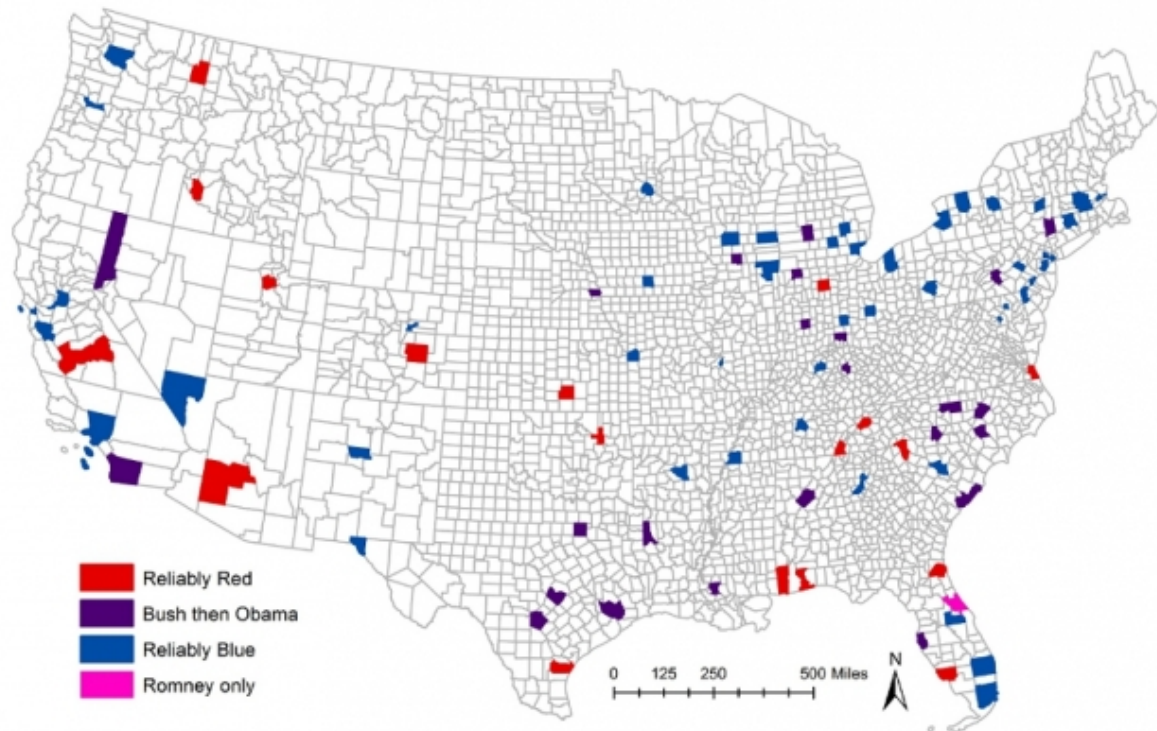 Reliably Red
Bush then Obama
Reliably Blue
Romney only
0 125 250 500 Miles
N